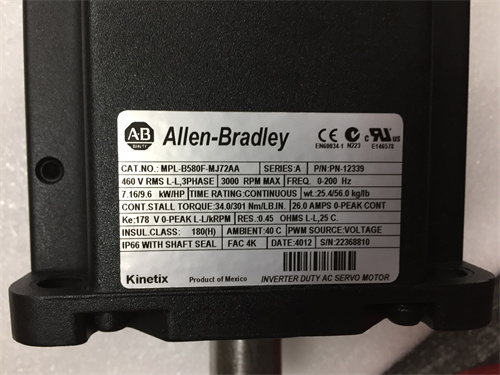 A·B QUALITY Allen-Bradley CE EN60034-1 N223 c UL us E146578
CAT.NO.: MPL-B580F-MJ72AA SERIES:A P/N:PN-12339
460 V RMS L-L,3PHASE 3000 RPM MAX FREQ. 0-200 Hz
7.16/9.6 kW/HP TIME RATING:CONTINUOUS wt:25.4/56.0 kg/lb
CONT.STALL TORQUE:34.0/301 Nm/LB.IN. 26.0 AMPS 0-PEAK CONT
Ke:178 V 0-PEAK L-L/kRPM RES:0.45 OHMS L-L,25 C.
INSUL.CLASS: 180(H) AMBIENT:40 C PWM SOURCE:VOLTAGE
IP66 WITH SHAFT SEAL FAC 4K DATE:4012 S/N:22368810
Kinetix Product of Mexico INVERTER DUTY AC SERVO MOTOR